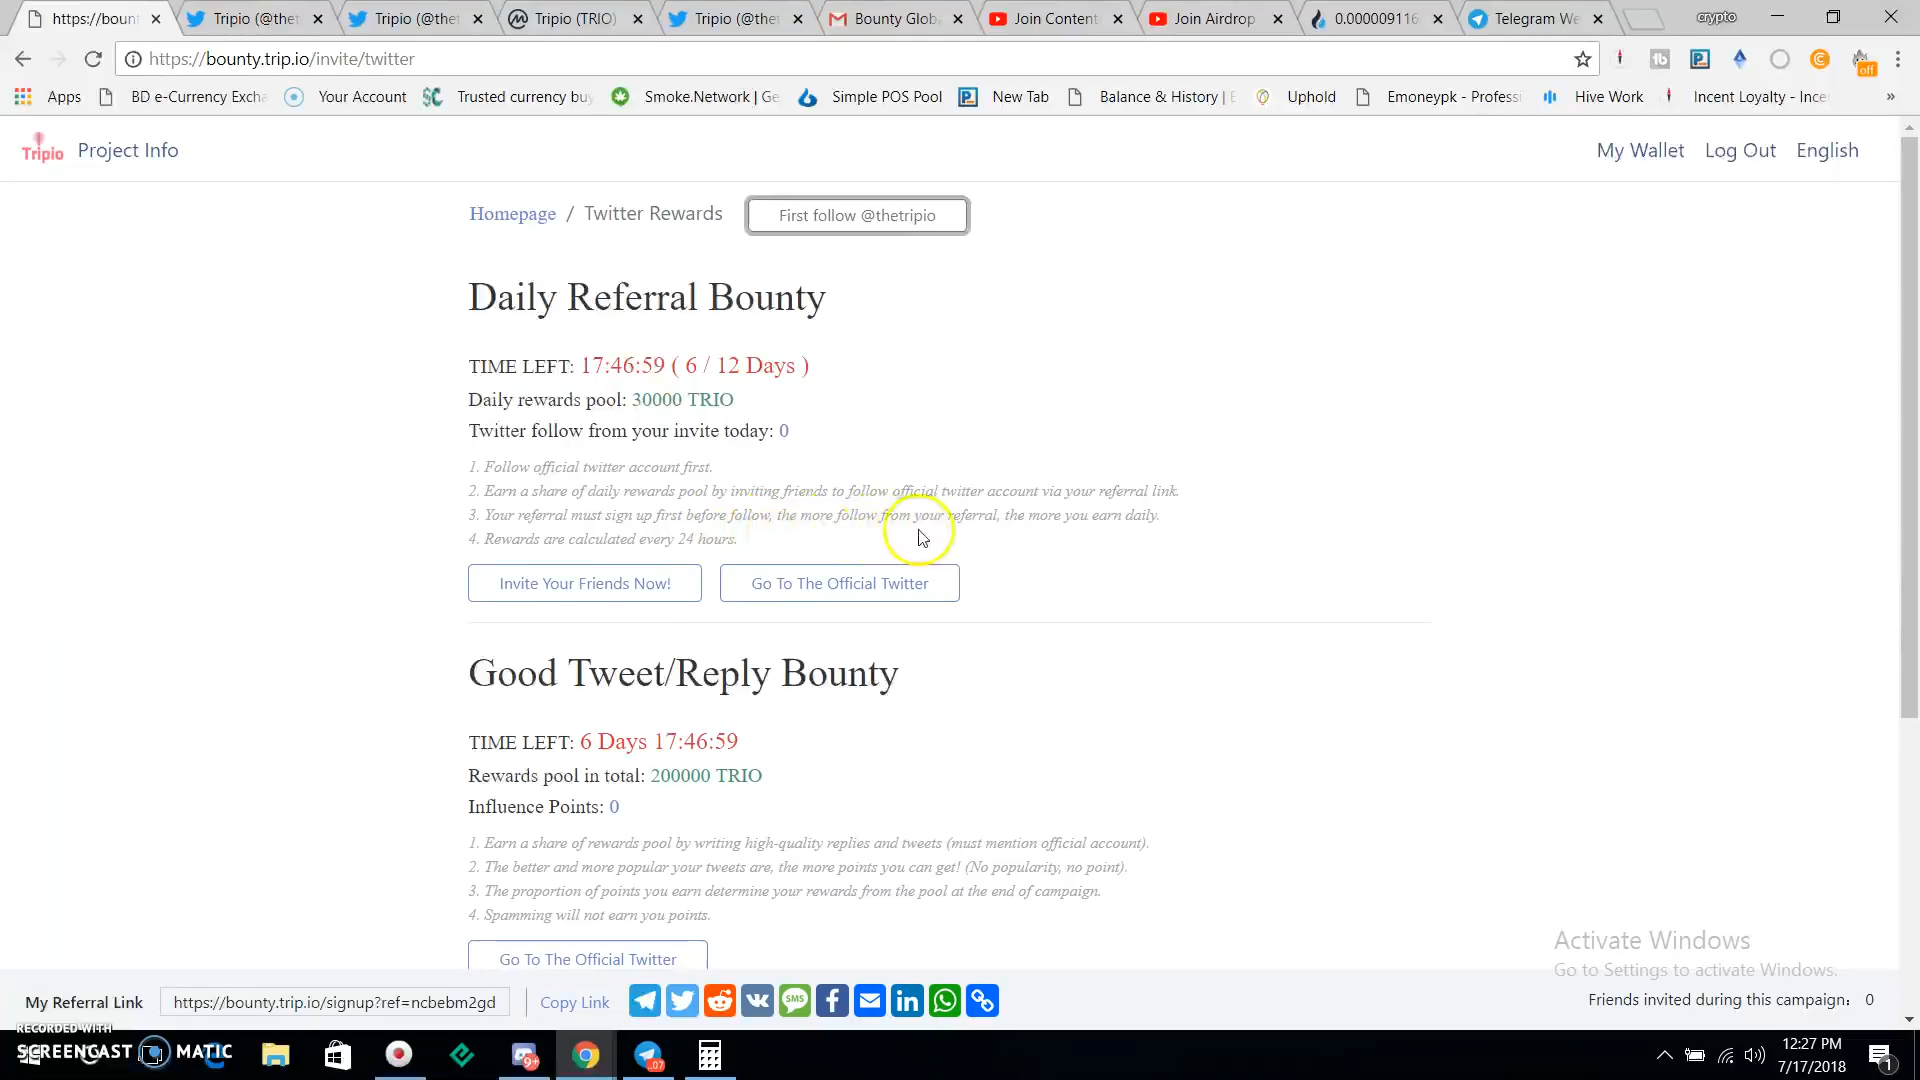 https://boun
Tripio (@thet
Tripio (@thet
Tripio (TRIO)
Tripio (@thet
Bounty Globa
Join Content
Join Airdrop
0.0000009116
Telegram We
crypto
https://bounty.trip.io/invite/twitter
off
Apps
BD e-Currency Excha
Your Account
Trusted currency buy
Smoke.Network | Ge
Simple POS Pool
New Tab
Balance & History | E
Uphold
Emoneypk - Professi
Hive Work
Incent Loyalty - Ince
»
Tripio
Project Info
My Wallet
Log Out
English
Homepage / Twitter Rewards
First follow @thetripio
Daily Referral Bounty
TIME LEFT: 17:46:59 ( 6 / 12 Days )
Daily rewards pool: 30000 TRIO
Twitter follow from your invite today: 0
1. Follow official twitter account first.
2. Earn a share of daily rewards pool by inviting friends to follow official twitter account via your referral link.
3. Your referral must sign up first before follow, the more follow from your referral, the more you earn daily.
4. Rewards are calculated every 24 hours.
Invite Your Friends Now!
Go To The Official Twitter
Good Tweet/Reply Bounty
TIME LEFT: 6 Days 17:46:59
Rewards pool in total: 200000 TRIO
Influence Points: 0
1. Earn a share of rewards pool by writing high-quality replies and tweets (must mention official account).
2. The better and more popular your tweets are, the more points you can get! (No popularity, no point).
3. The proportion of points you earn determine your rewards from the pool at the end of campaign.
4. Spamming will not earn you points.
Go To The Official Twitter
Activate Windows
Go to Settings to activate Windows.
My Referral Link
https://bounty.trip.io/signup?ref=ncbebm2gd
Copy Link
SMS
Friends invited during this campaign: 0
RECORDED WITH
SCREENCAST MATIC
9+
12:27 PM
7/17/2018
1